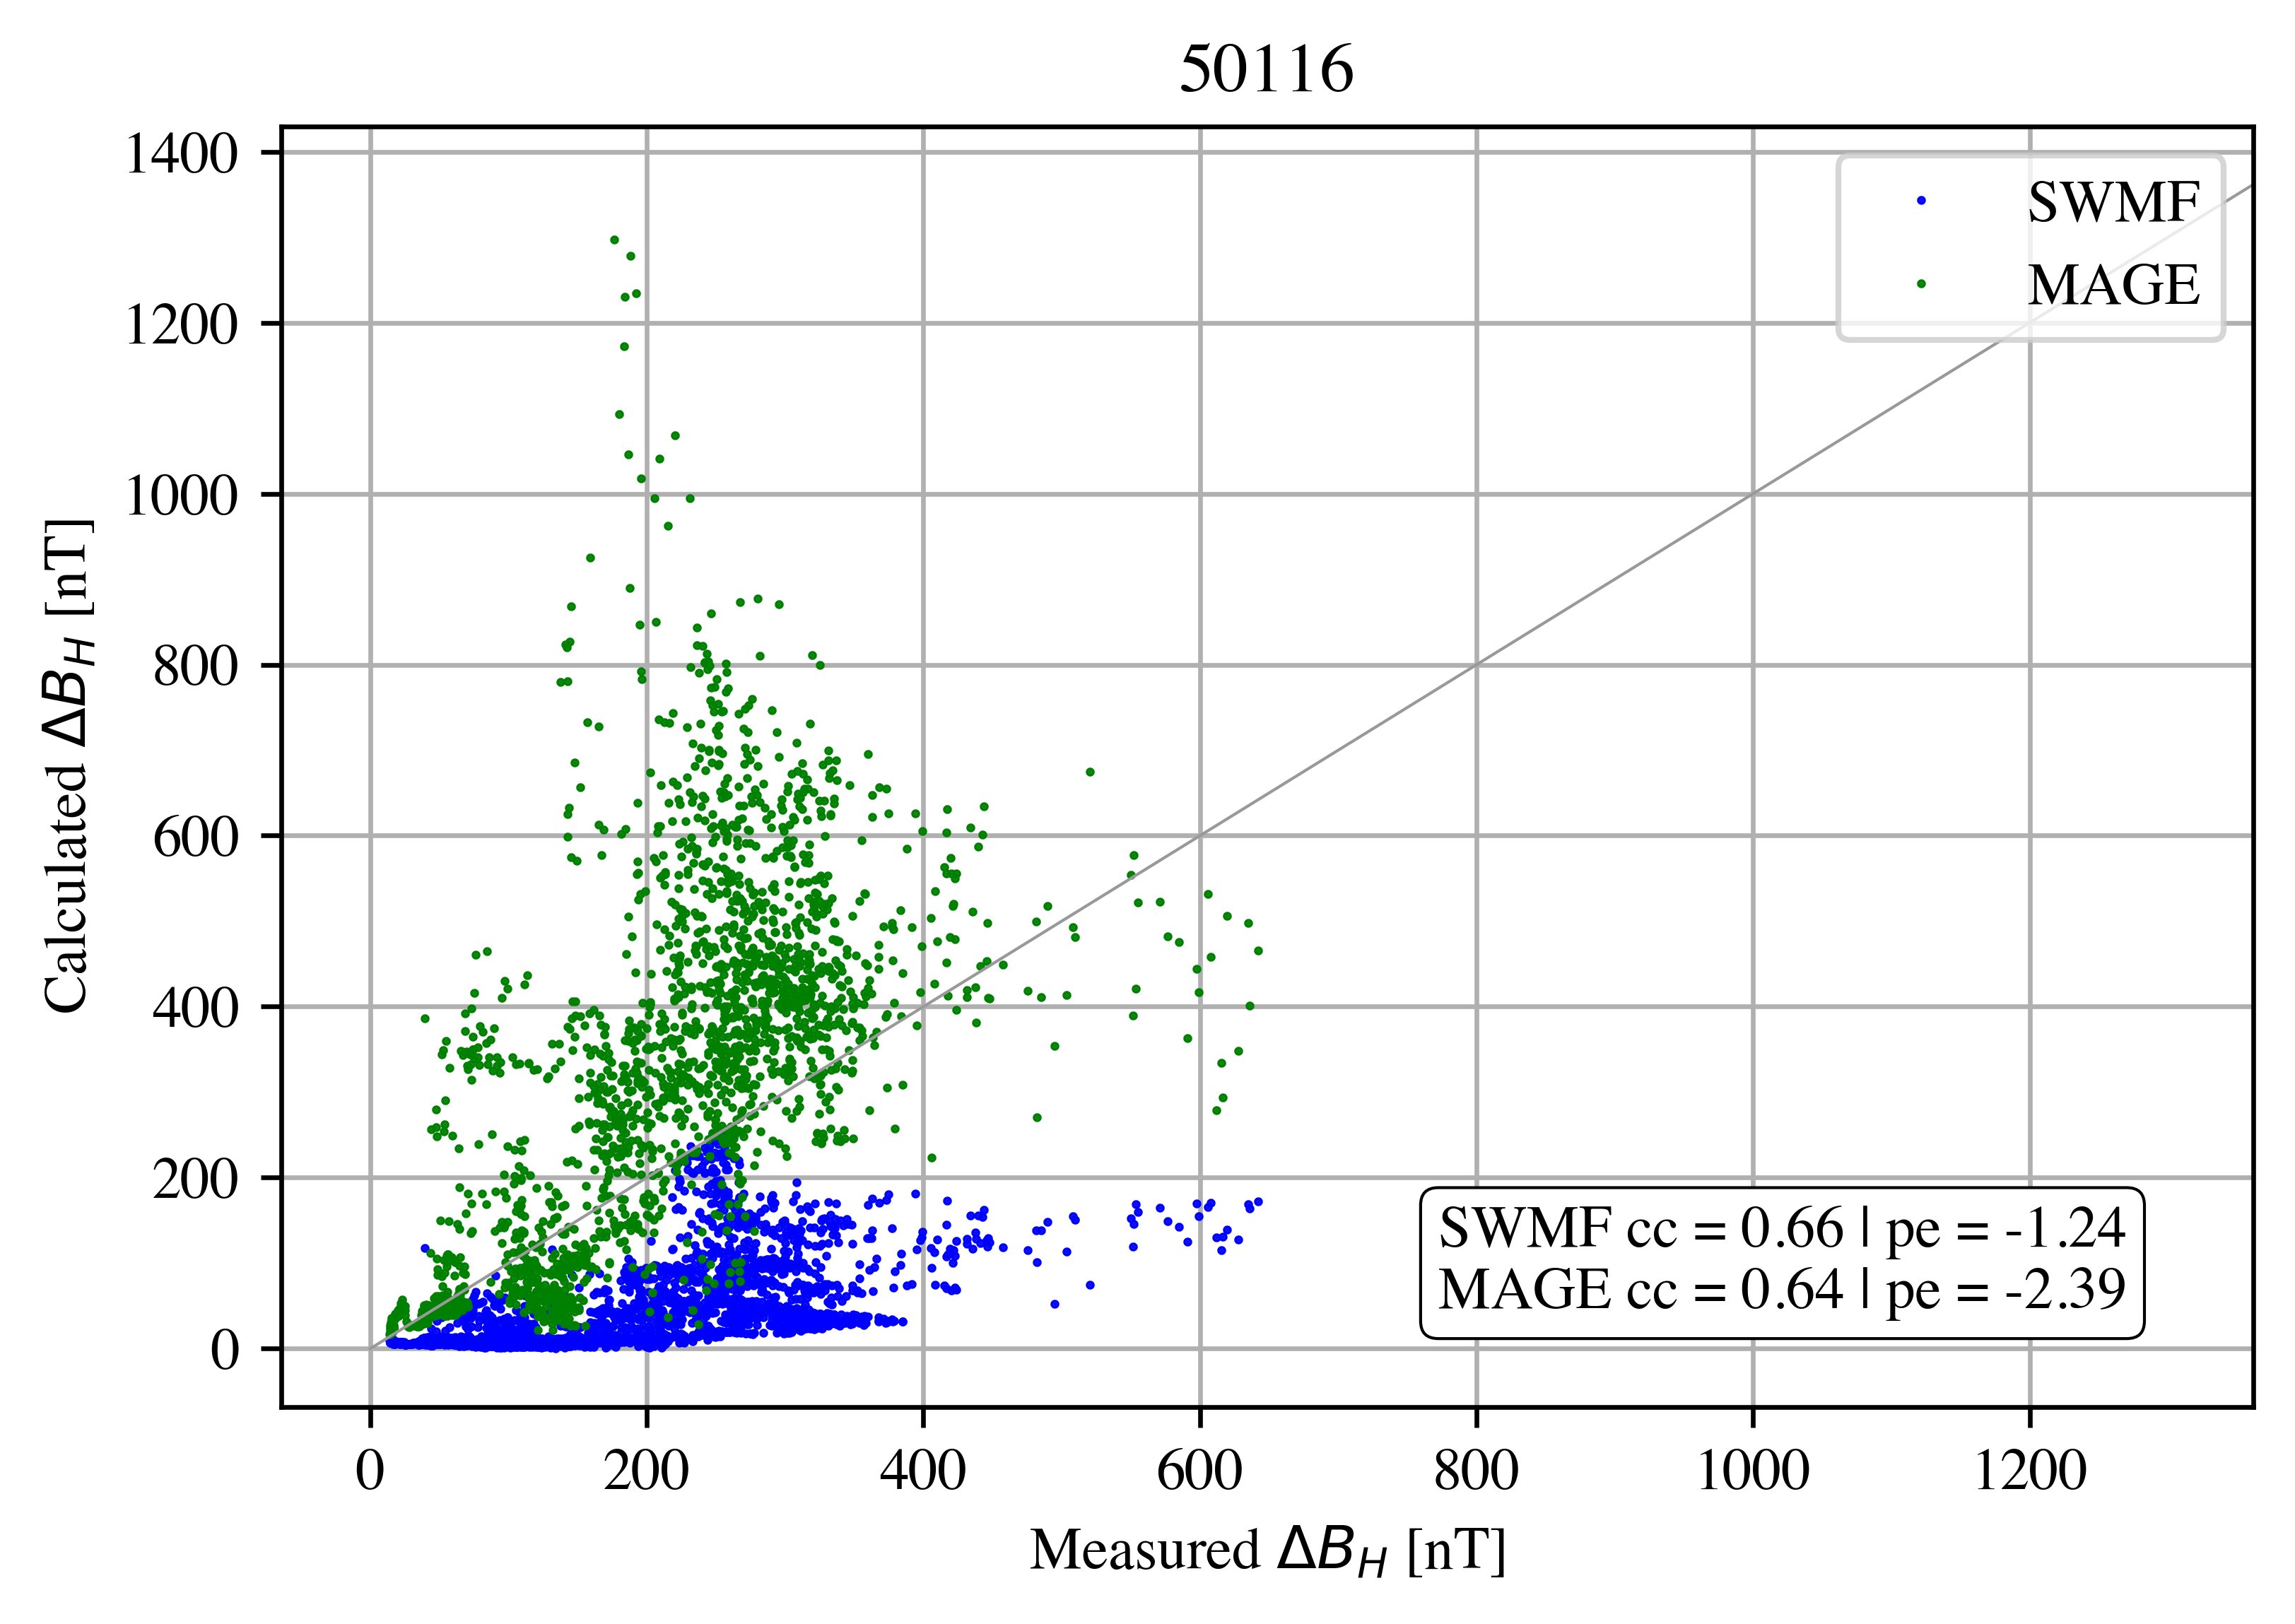 50116
1400
1200
1000
800
600
400
200
0
Calculated ΔB_H [nT]
SWMF
MAGE
SWMF cc = 0.66 | pe = -1.24
MAGE cc = 0.64 | pe = -2.39
0 200 400 600 800 1000 1200
Measured ΔB_H [nT]